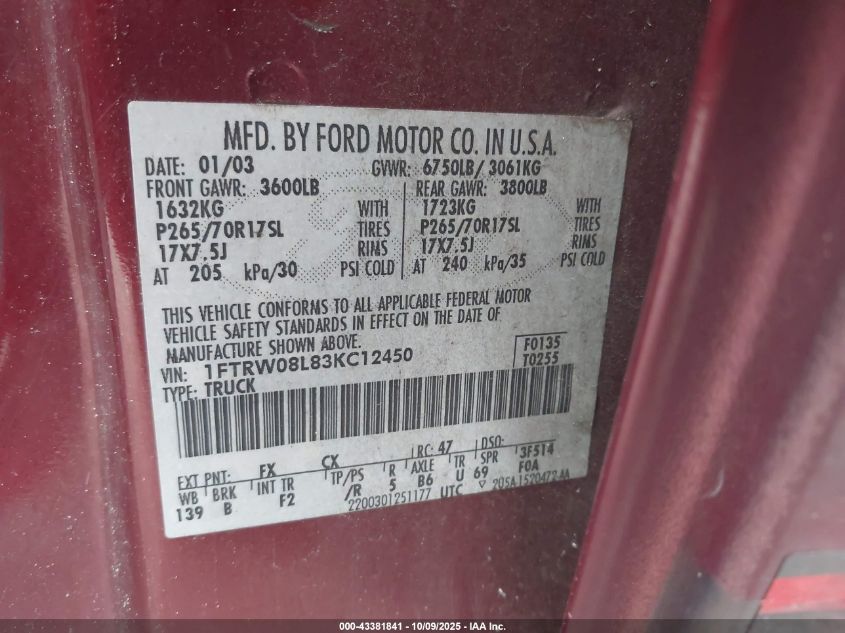 MFD. BY FORD MOTOR CO. IN U.S.A.
DATE: 01/03 GVWR: 6750LB/ 3061KG
FRONT GAWR: 3600LB REAR GAWR: 3800LB
1632KG WITH 1723KG WITH
P265/70R17SL TIRES P265/70R17SL TIRES
17X7.5J RIMS 17X7.5J RIMS
AT 205 kPa/30 PSI COLD AT 240 kPa/35 PSI COLD
THIS VEHICLE CONFORMS TO ALL APPLICABLE FEDERAL MOTOR
VEHICLE SAFETY STANDARDS IN EFFECT ON THE DATE OF
MANUFACTURE SHOWN ABOVE.
VIN: 1FTRW08L83KC12450 F0135
TYPE: TRUCK T0255
EXT PNT: FX CX RC: 47 DSO: 3F514
WB BRK INT TR TP/PS R AXLE TR SPR F0A
139 B F2 /R 5 B6 U 69
2200301251177 UTC 205A 1520472 AA
000-43381841 | 10/09/2025 - IAA Inc.